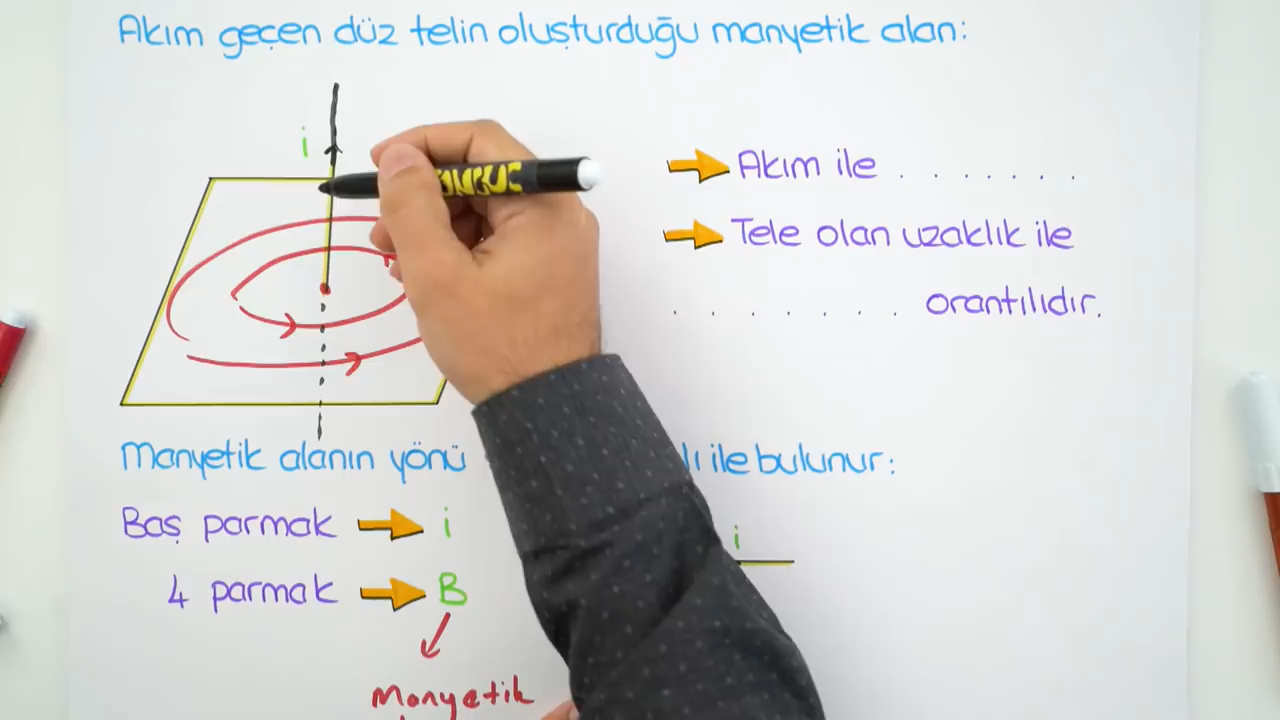 Akım geçen düz telin oluşturduğu manyetik alan:
i
Akım ile . . . . . . .
Tele olan uzaklık ile
. . . . . . . orantılıdır.
Manyetik alanın yönü ile bulunur:
Baş parmak i
i
4 parmak B
Manyetik